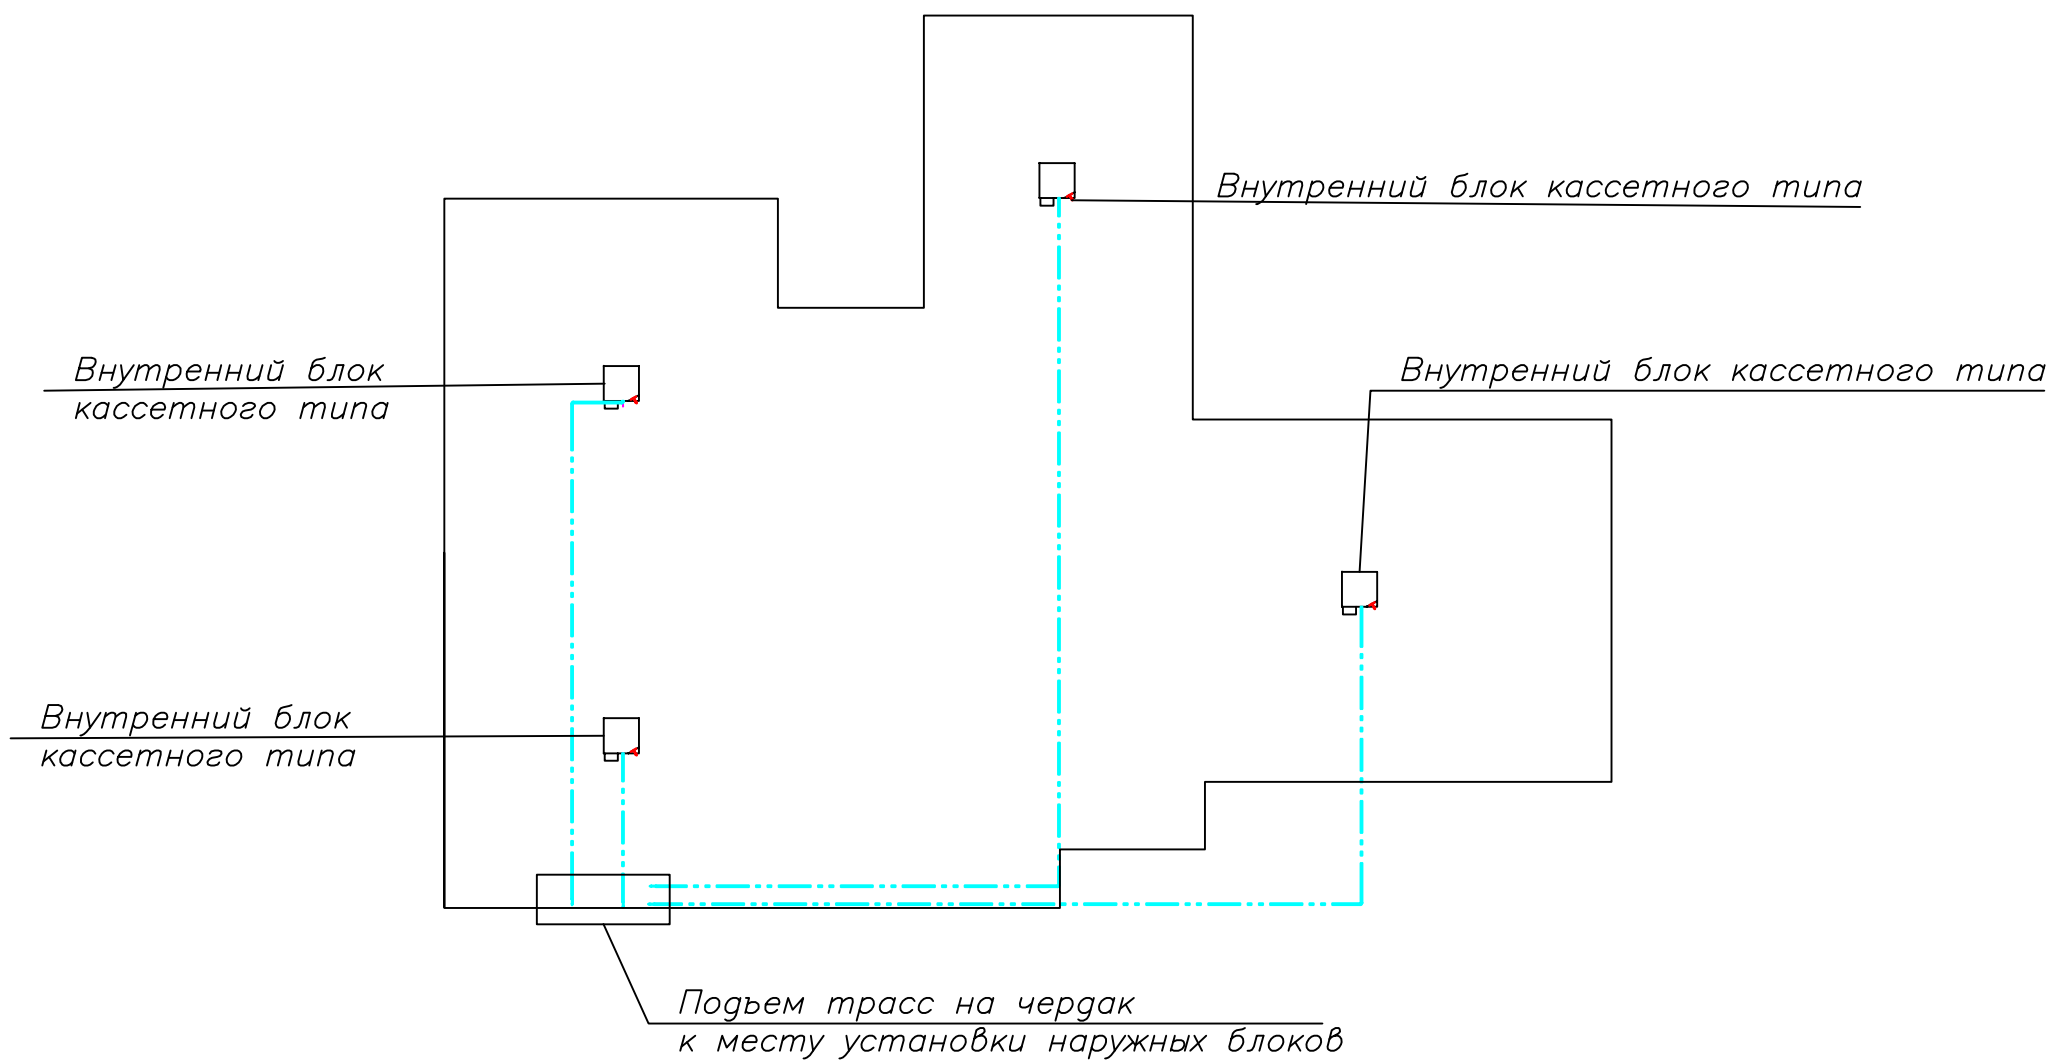 Внутренний блок кассетного типа
Внутренний блок
кассетного типа
Внутренний блок кассетного типа
Внутренний блок
кассетного типа
Подъем трасс на чердак
к месту установки наружных блоков